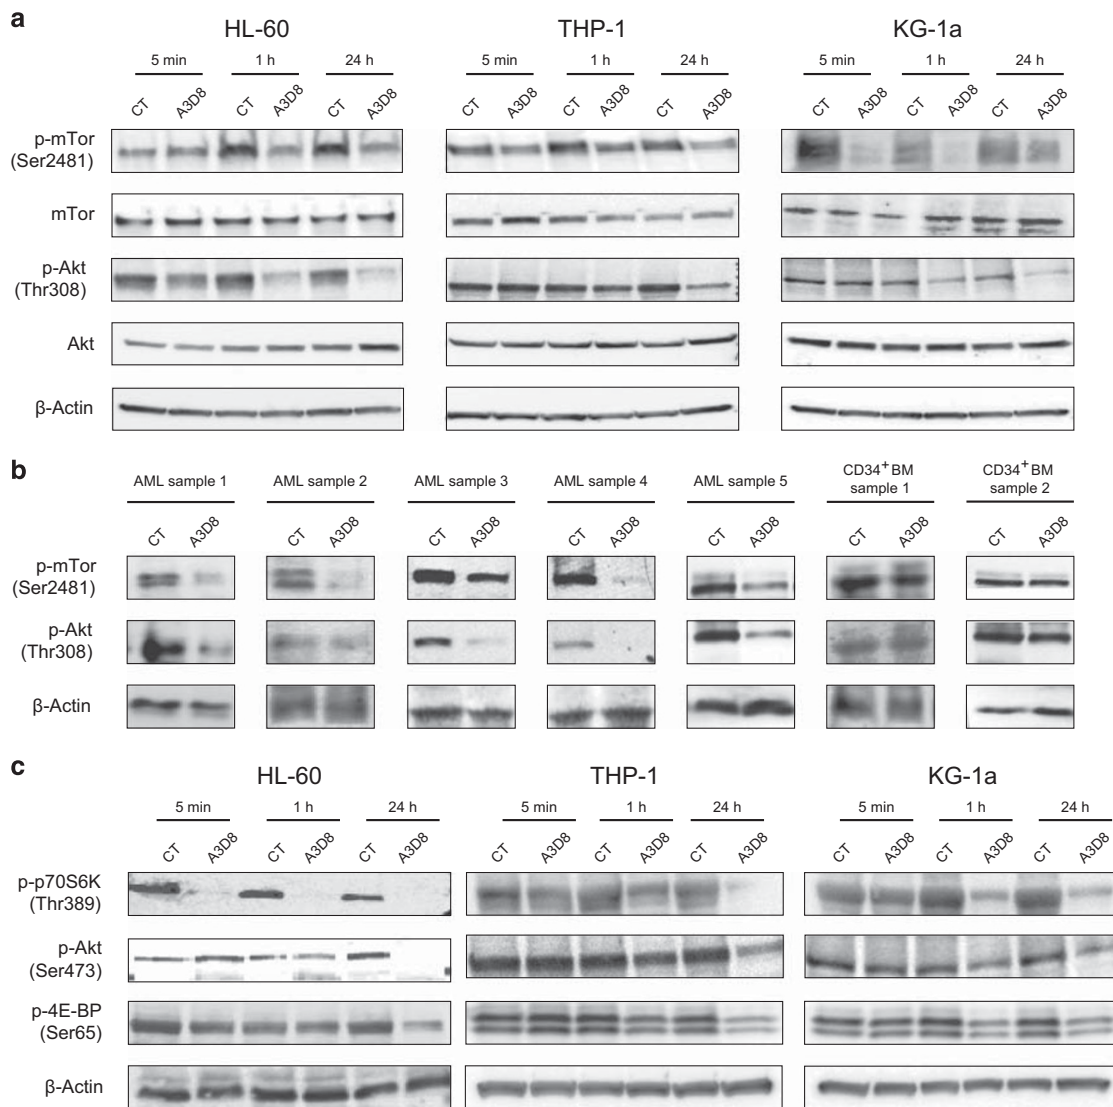 a
HL-60 THP-1 KG-1a
5 min 1 h 24 h 5 min 1 h 24 h 5 min 1 h 24 h
CT A3D8 CT A3D8 CT A3D8 CT A3D8 CT A3D8 CT A3D8 CT A3D8 CT A3D8 CT A3D8
p-mTor
(Ser2481)
mTor
p-Akt
(Thr308)
Akt
β-Actin
b
AML sample 1 AML sample 2 AML sample 3 AML sample 4 AML sample 5 CD34+ BM CD34+ BM
sample 1 sample 2
CT A3D8 CT A3D8 CT A3D8 CT A3D8 CT A3D8 CT A3D8 CT A3D8
p-mTor
(Ser2481)
p-Akt
(Thr308)
β-Actin
c
HL-60 THP-1 KG-1a
5 min 1 h 24 h 5 min 1 h 24 h 5 min 1 h 24 h
CT A3D8 CT A3D8 CT A3D8 CT A3D8 CT A3D8 CT A3D8 CT A3D8 CT A3D8 CT A3D8
p-p70S6K
(Thr389)
p-Akt
(Ser473)
p-4E-BP
(Ser65)
β-Actin